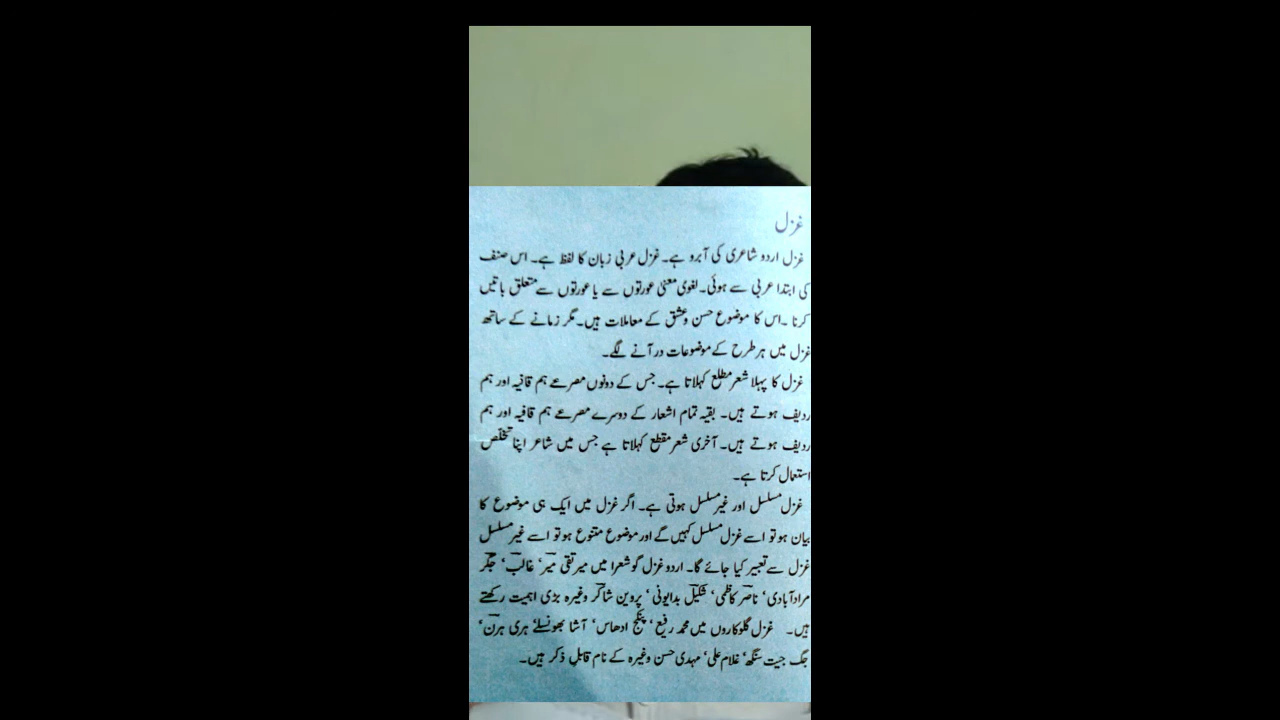 غزل
غزل اردو شاعری کی آبرو ہے۔ غزل عربی زبان کا لفظ ہے۔ اس صنف
کی ابتدا عربی سے ہوئی۔ لغوی معنیٰ عورتوں سے یا عورتوں سے متعلق باتیں
کرنا ۔ اس کا موضوع حسن و عشق کے معاملات ہیں۔ مگر زمانے کے ساتھ
غزل میں ہر طرح کے موضوعات در آنے لگے۔
غزل کا پہلا شعر مطلع کہلاتا ہے۔ جس کے دونوں مصرعے ہم قافیہ اور ہم
ردیف ہوتے ہیں۔ بقیہ تمام اشعار کے دوسرے مصرعے ہم قافیہ اور ہم
ردیف ہوتے ہیں۔ آخری شعر مقطع کہلاتا ہے جس میں شاعر اپنا تخلّص
استعمال کرتا ہے۔
غزل مسلسل اور غیر مسلسل ہوتی ہے۔ اگر غزل میں ایک ہی موضوع کا
بیان ہو تو اسے غزل مسلسل کہیں گے اور موضوع متنوع ہو تو اسے غیر مسلسل
غزل سے تعبیر کیا جائے گا۔ اردو غزل گو شعرا میں میر تقی میرؔ، غالبؔ، جگرؔ
مرادآبادی، ناصرؔ کاظمی، شکیلؔ بدایونی، پروین شاکرؔ وغیرہ بڑی اہمیت رکھتے
ہیں۔ غزل گلوکاروں میں محمد رفیع، پنکج ادھاس، آشا بھونسلے، ہری ہرن،
جگ جیت سنگھ، غلام علی، مہدی حسن وغیرہ کے نام قابلِ ذکر ہیں۔